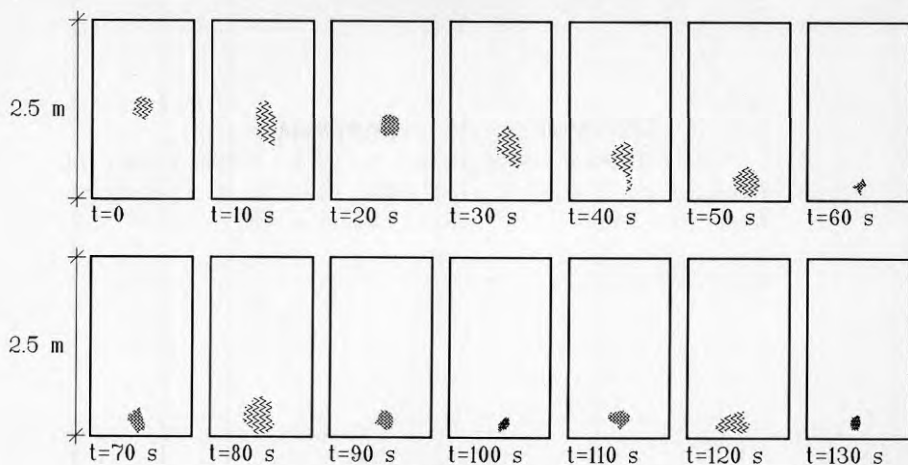 2.5 m
t=0 t=10 s t=20 s t=30 s t=40 s t=50 s t=60 s
2.5 m
t=70 s t=80 s t=90 s t=100 s t=110 s t=120 s t=130 s